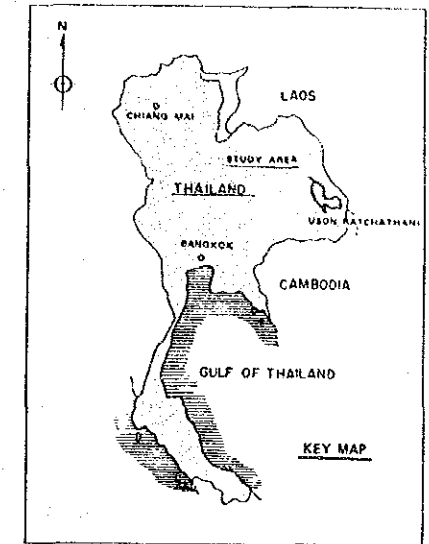 N
LAOS
CHIANG MAI
STUDY AREA
THAILAND
UBON RATCHATHANI
BANGKOK
CAMBODIA
GULF OF THAILAND
KEY MAP